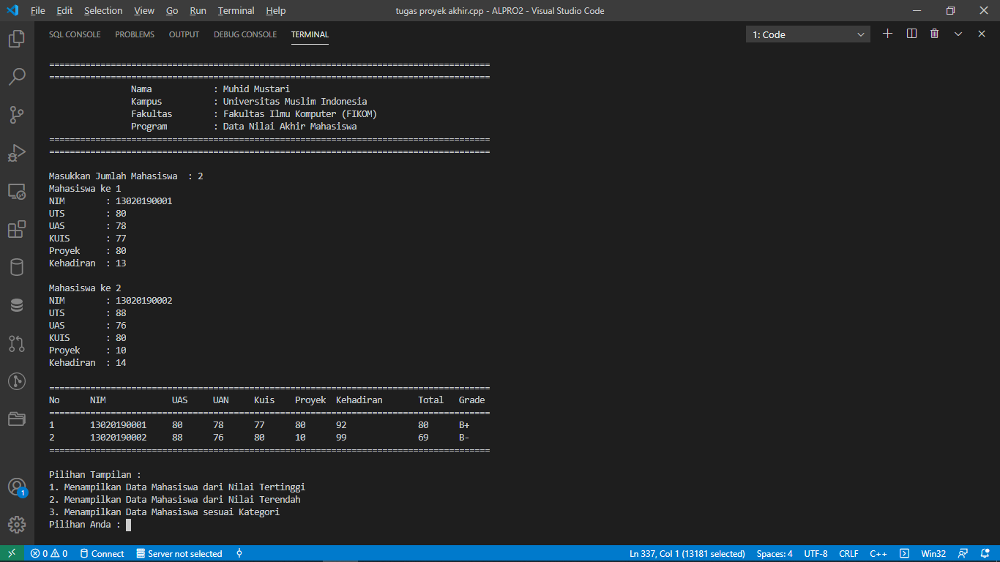 File Edit Selection View Go Run Terminal Help tugas proyek akhir.cpp - ALPRO2 - Visual Studio Code
SQL CONSOLE PROBLEMS OUTPUT DEBUG CONSOLE TERMINAL 1: Code
======================================================================================
======================================================================================
Nama : Muhid Mustari
Kampus : Universitas Muslim Indonesia
Fakultas : Fakultas Ilmu Komputer (FIKOM)
Program : Data Nilai Akhir Mahasiswa
======================================================================================
======================================================================================
Masukkan Jumlah Mahasiswa : 2
Mahasiswa ke 1
NIM : 13020190001
UTS : 80
UAS : 78
KUIS : 77
Proyek : 80
Kehadiran : 13
Mahasiswa ke 2
NIM : 13020190002
UTS : 88
UAS : 76
KUIS : 80
Proyek : 10
Kehadiran : 14
======================================================================================
No NIM UAS UAN Kuis Proyek Kehadiran Total Grade
======================================================================================
1 13020190001 80 78 77 80 92 80 B+
2 13020190002 88 76 80 10 99 69 B-
======================================================================================
Pilihan Tampilan :
1. Menampilkan Data Mahasiswa dari Nilai Tertinggi
2. Menampilkan Data Mahasiswa dari Nilai Terendah
3. Menampilkan Data Mahasiswa sesuai Kategori
Pilihan Anda :
1
0 0 Connect Server not selected Ln 337, Col 1 (13181 selected) Spaces: 4 UTF-8 CRLF C++ Win32